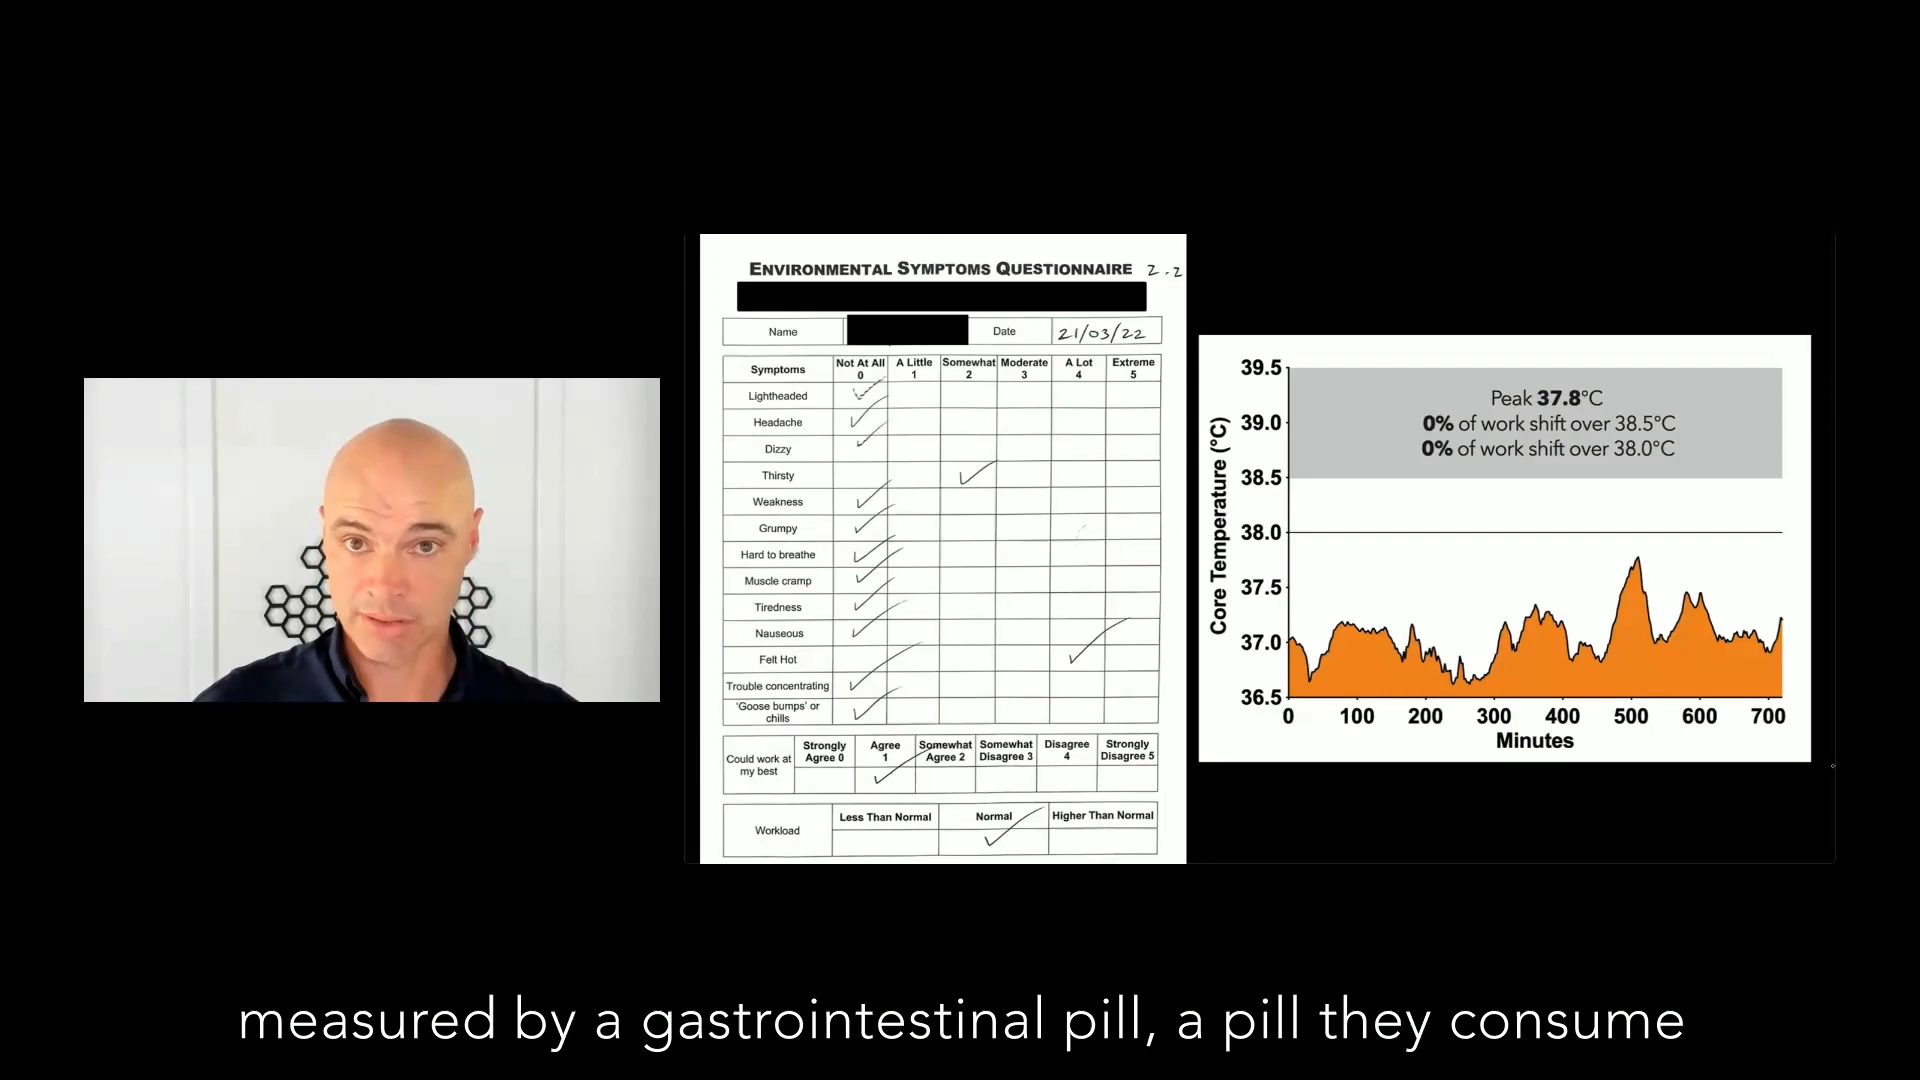 ENVIRONMENTAL SYMPTOMS QUESTIONNAIRE 2.2
Name Date 21/03/22
Symptoms Not At All 0 A Little 1 Somewhat 2 Moderate 3 A Lot 4 Extreme 5
Lightheaded
Headache
Dizzy
Thirsty
Weakness
Grumpy
Hard to breathe
Muscle cramp
Tiredness
Nauseous
Felt Hot
Trouble concentrating
'Goose bumps' or
chills
Could work at my best Strongly Agree 0 Agree 1 Somewhat Agree 2 Somewhat Disagree 3 Disagree 4 Strongly Disagree 5
Workload Less Than Normal Normal Higher Than Normal
Core Temperature (°C)
39.5
39.0
38.5
38.0
37.5
37.0
36.5
Peak 37.8°C
0% of work shift over 38.5°C
0% of work shift over 38.0°C
0 100 200 300 400 500 600 700
Minutes
measured by a gastrointestinal pill, a pill they consume